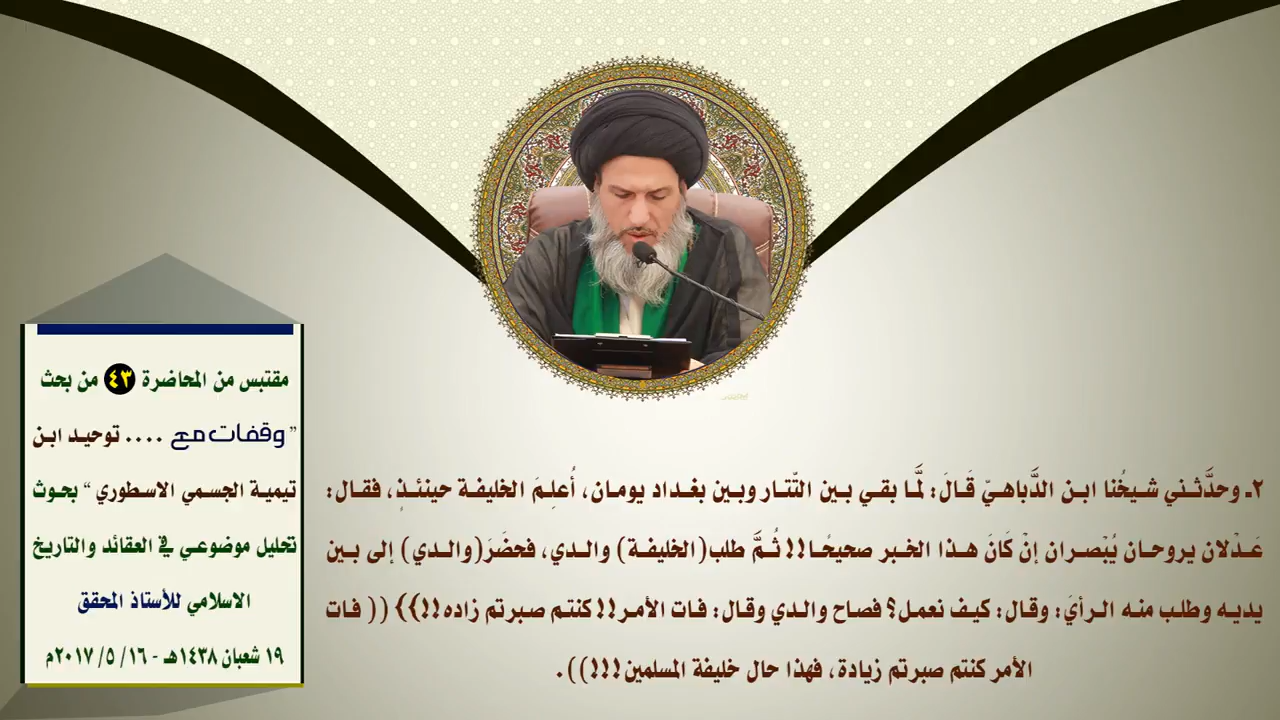 مقتبس من المحاضرة ٤٣ من بحث
" وقفات مع .... توحيد ابن
تيمية الجسمي الاسطوري " بحوث
تحليل موضوعي في العقائد والتاريخ
الاسلامي للأستاذ المحقق
١٩ شعبان ١٤٣٨هـ - ١٦/ ٥/ ٢٠١٧م
٢ـ وحدَّثني شيخُنا ابن الدَّباهيّ قَالَ: لَمَّا بقي بين التّتار وبين بغداد يومان، أُعلِمَ الخليفة حينئذٍ، فقال:
عَدْلان يروحان يُبْصران إنْ كَانَ هذا الخبر صحيحًا!! ثُمَّ طلب(الخليفة) والدي، فحضَرَ(والدي) إلى بين
يديه وطلب منه الرأيَ: وقال: كيف نعمل؟ فصاح والدي وقال: فات الأمر!! كنتم صبرتم زاده!!}} (( فات
الأمر كنتم صبرتم زيادة، فهذا حال خليفة المسلمين!!!)).